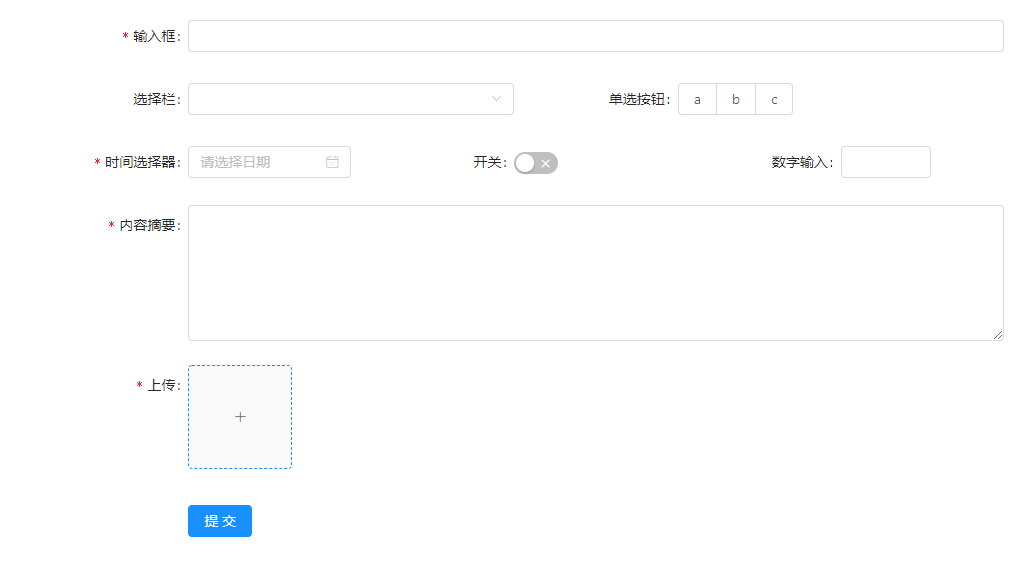 * 输入框:
选择栏:
单选按钮:
a b c
* 时间选择器: 请选择日期
开关:
数字输入:
* 内容摘要:
* 上传:
+
提 交